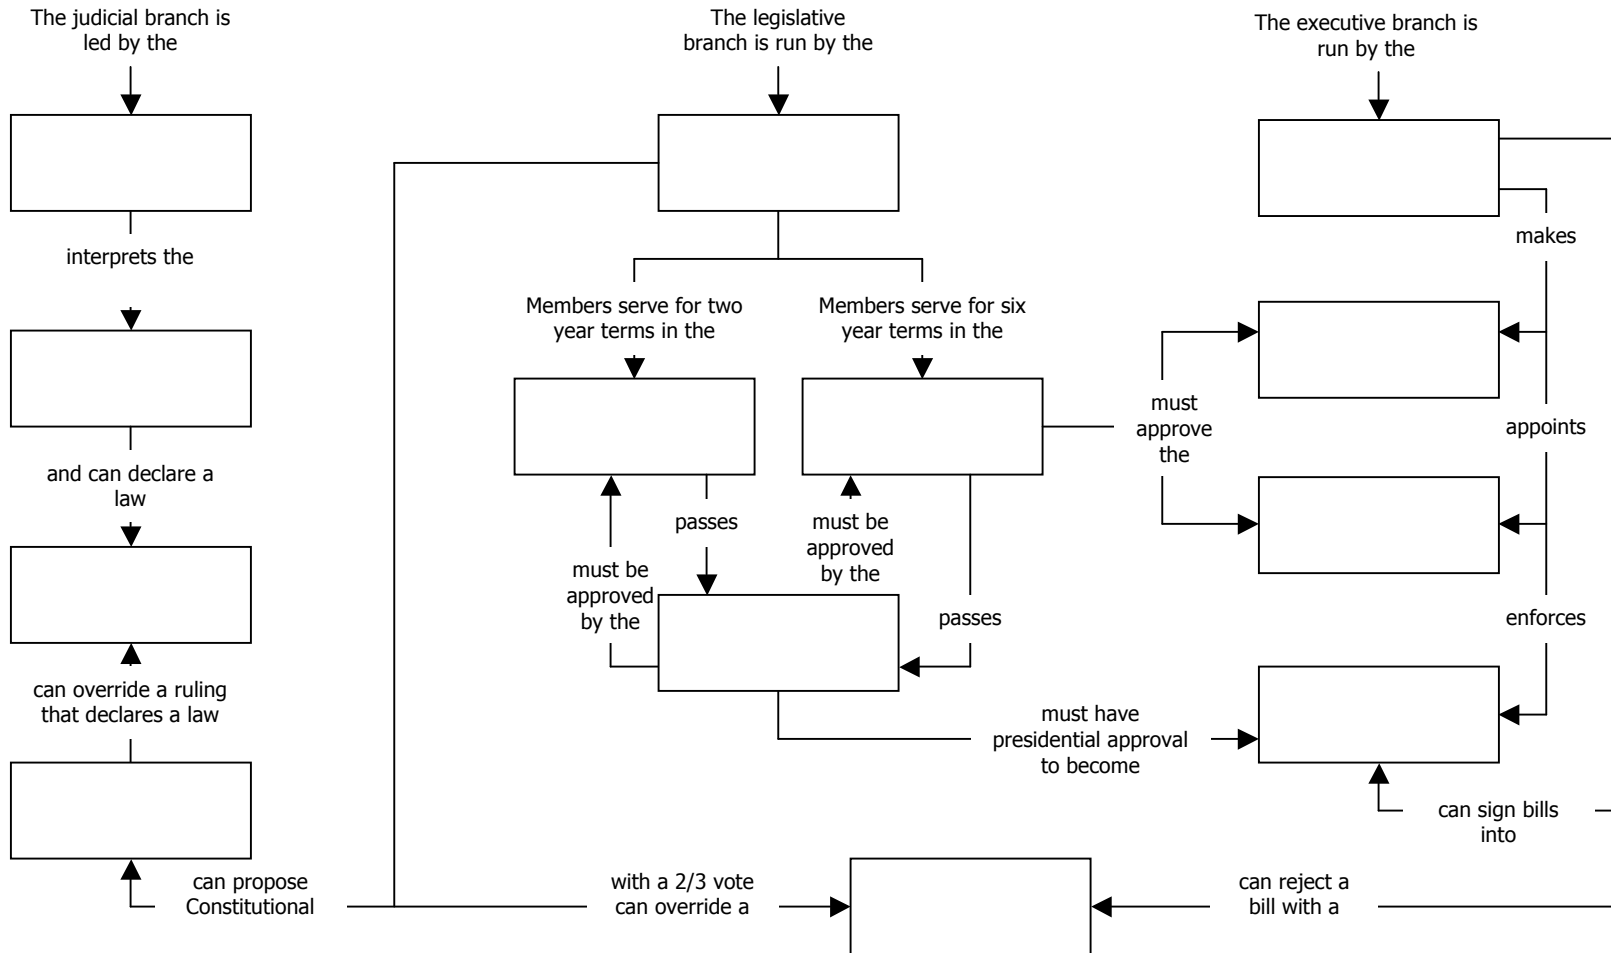 The judicial branch is
led by the
The legislative
branch is run by the
The executive branch is
run by the
interprets the
makes
Members serve for two
year terms in the
Members serve for six
year terms in the
must
approve
the
appoints
and can declare a
law
passes
must be
approved
by the
must be
approved
by the
passes
enforces
can override a ruling
that declares a law
must have
presidential approval
to become
can sign bills
into
can propose
Constitutional
with a 2/3 vote
can override a
can reject a
bill with a